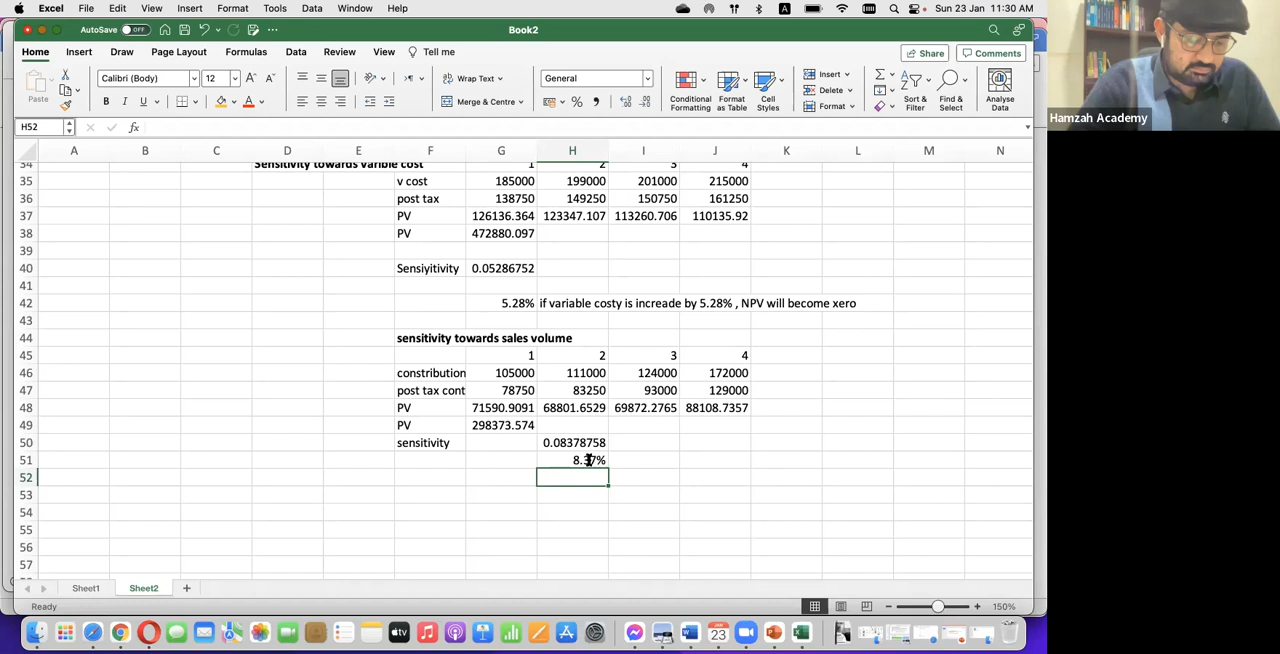 Excel File Edit View Insert Format Tools Data Window Help A Sun 23 Jan 11:30 AM
AutoSave OFF Book2
Home Insert Draw Page Layout Formulas Data Review View Tell me Share Comments
Paste Calibri (Body) 12 Wrap Text General Conditional Formatting Format as Table Cell Styles Insert Sort & Filter Find & Select Analyse Data
Delete
B I U Merge & Centre Format
Hamzah Academy
H52 fx
A B C D E F G H I J K L M N
34 Sensitivity towards varible cost 1 2 3 4
35 v cost 185000 199000 201000 215000
36 post tax 138750 149250 150750 161250
37 PV 126136.364 123347.107 113260.706 110135.92
38 PV 472880.097
39
40 Sensiyitivity 0.05286752
41
42 5.28% if variable costy is increade by 5.28% , NPV will become xero
43
44 sensitivity towards sales volume
45 1 2 3 4
46 constribution 105000 111000 124000 172000
47 post tax cont 78750 83250 93000 129000
48 PV 71590.9091 68801.6529 69872.2765 88108.7357
49 PV 298373.574
50 sensitivity 0.08378758
51 8.37%
52
53
54
55
56
57
Sheet1 Sheet2 +
Ready 150%